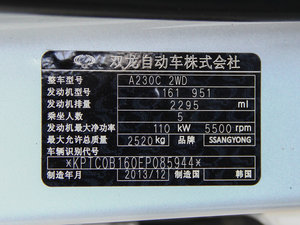 双龙自动车株式会社
整车型号 A230C 2WD
发动机型号 161 951
发动机排量 2295 ml
乘坐人数 5
发动机最大净功率 110 kW 5500 rpm
最大允许总质量 2520kg 品牌 SSANGYONG
车辆识别代号
*KPTC0B160EP085944*
制造年月 2013/12 制造国 韩国